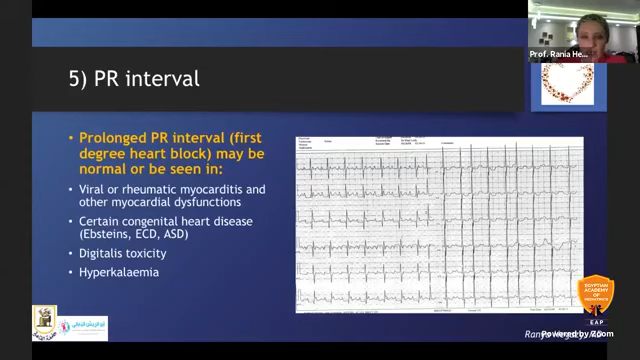 Prof. Rania He...
5) PR interval
• Prolonged PR interval (first
degree heart block) may be
normal or be seen in:
• Viral or rheumatic myocarditis and
other myocardial dysfunctions
• Certain congenital heart disease
(Ebsteins, ECD, ASD)
• Digitalis toxicity
• Hyperkalaemia
EGYPTIAN
ACADEMY
OF
PEDIATRICS
EAP
Powered by Zoom